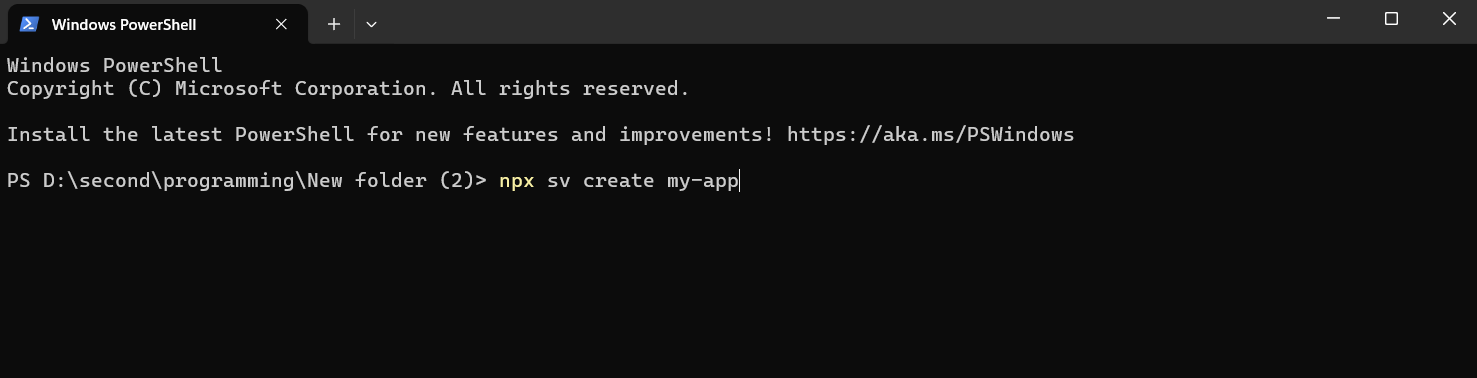 Windows PowerShell
Windows PowerShell
Copyright (C) Microsoft Corporation. All rights reserved.
Install the latest PowerShell for new features and improvements! https://aka.ms/PSWindows
PS D:\second\programming\New folder (2)> npx sv create my-app